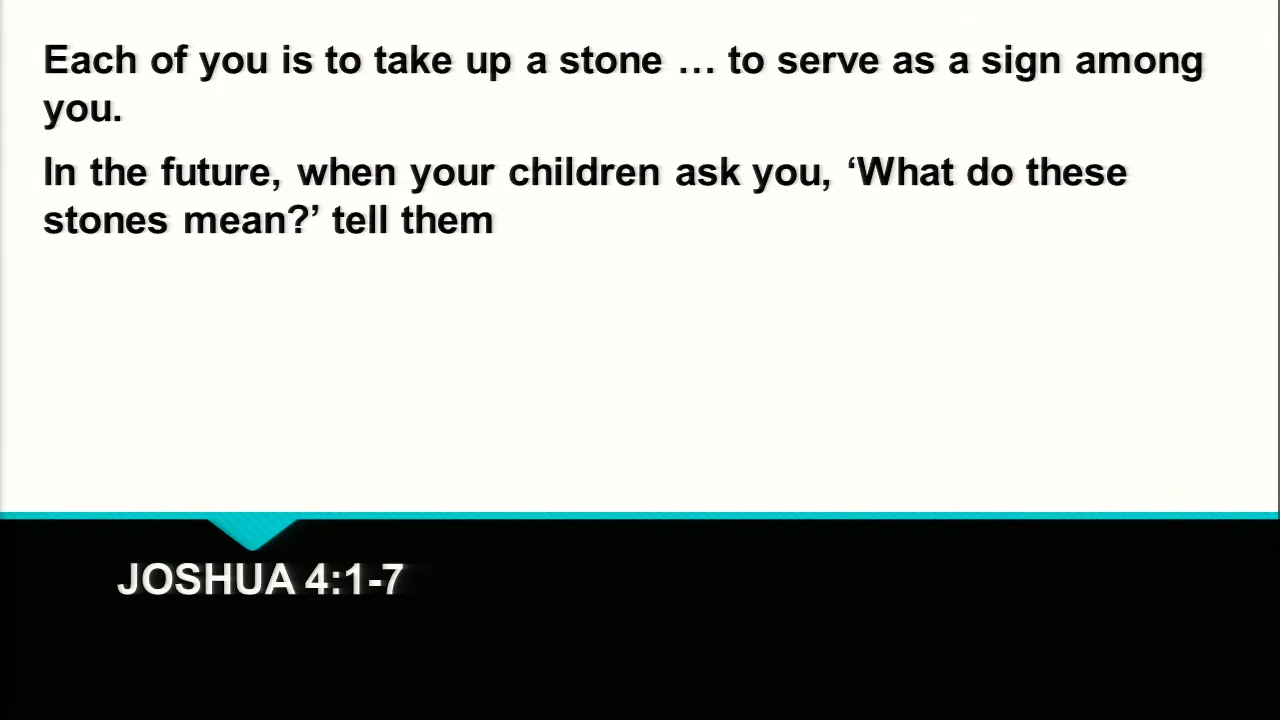 Each of you is to take up a stone … to serve as a sign among
you.
In the future, when your children ask you, ‘What do these
stones mean?’ tell them
JOSHUA 4:1-7